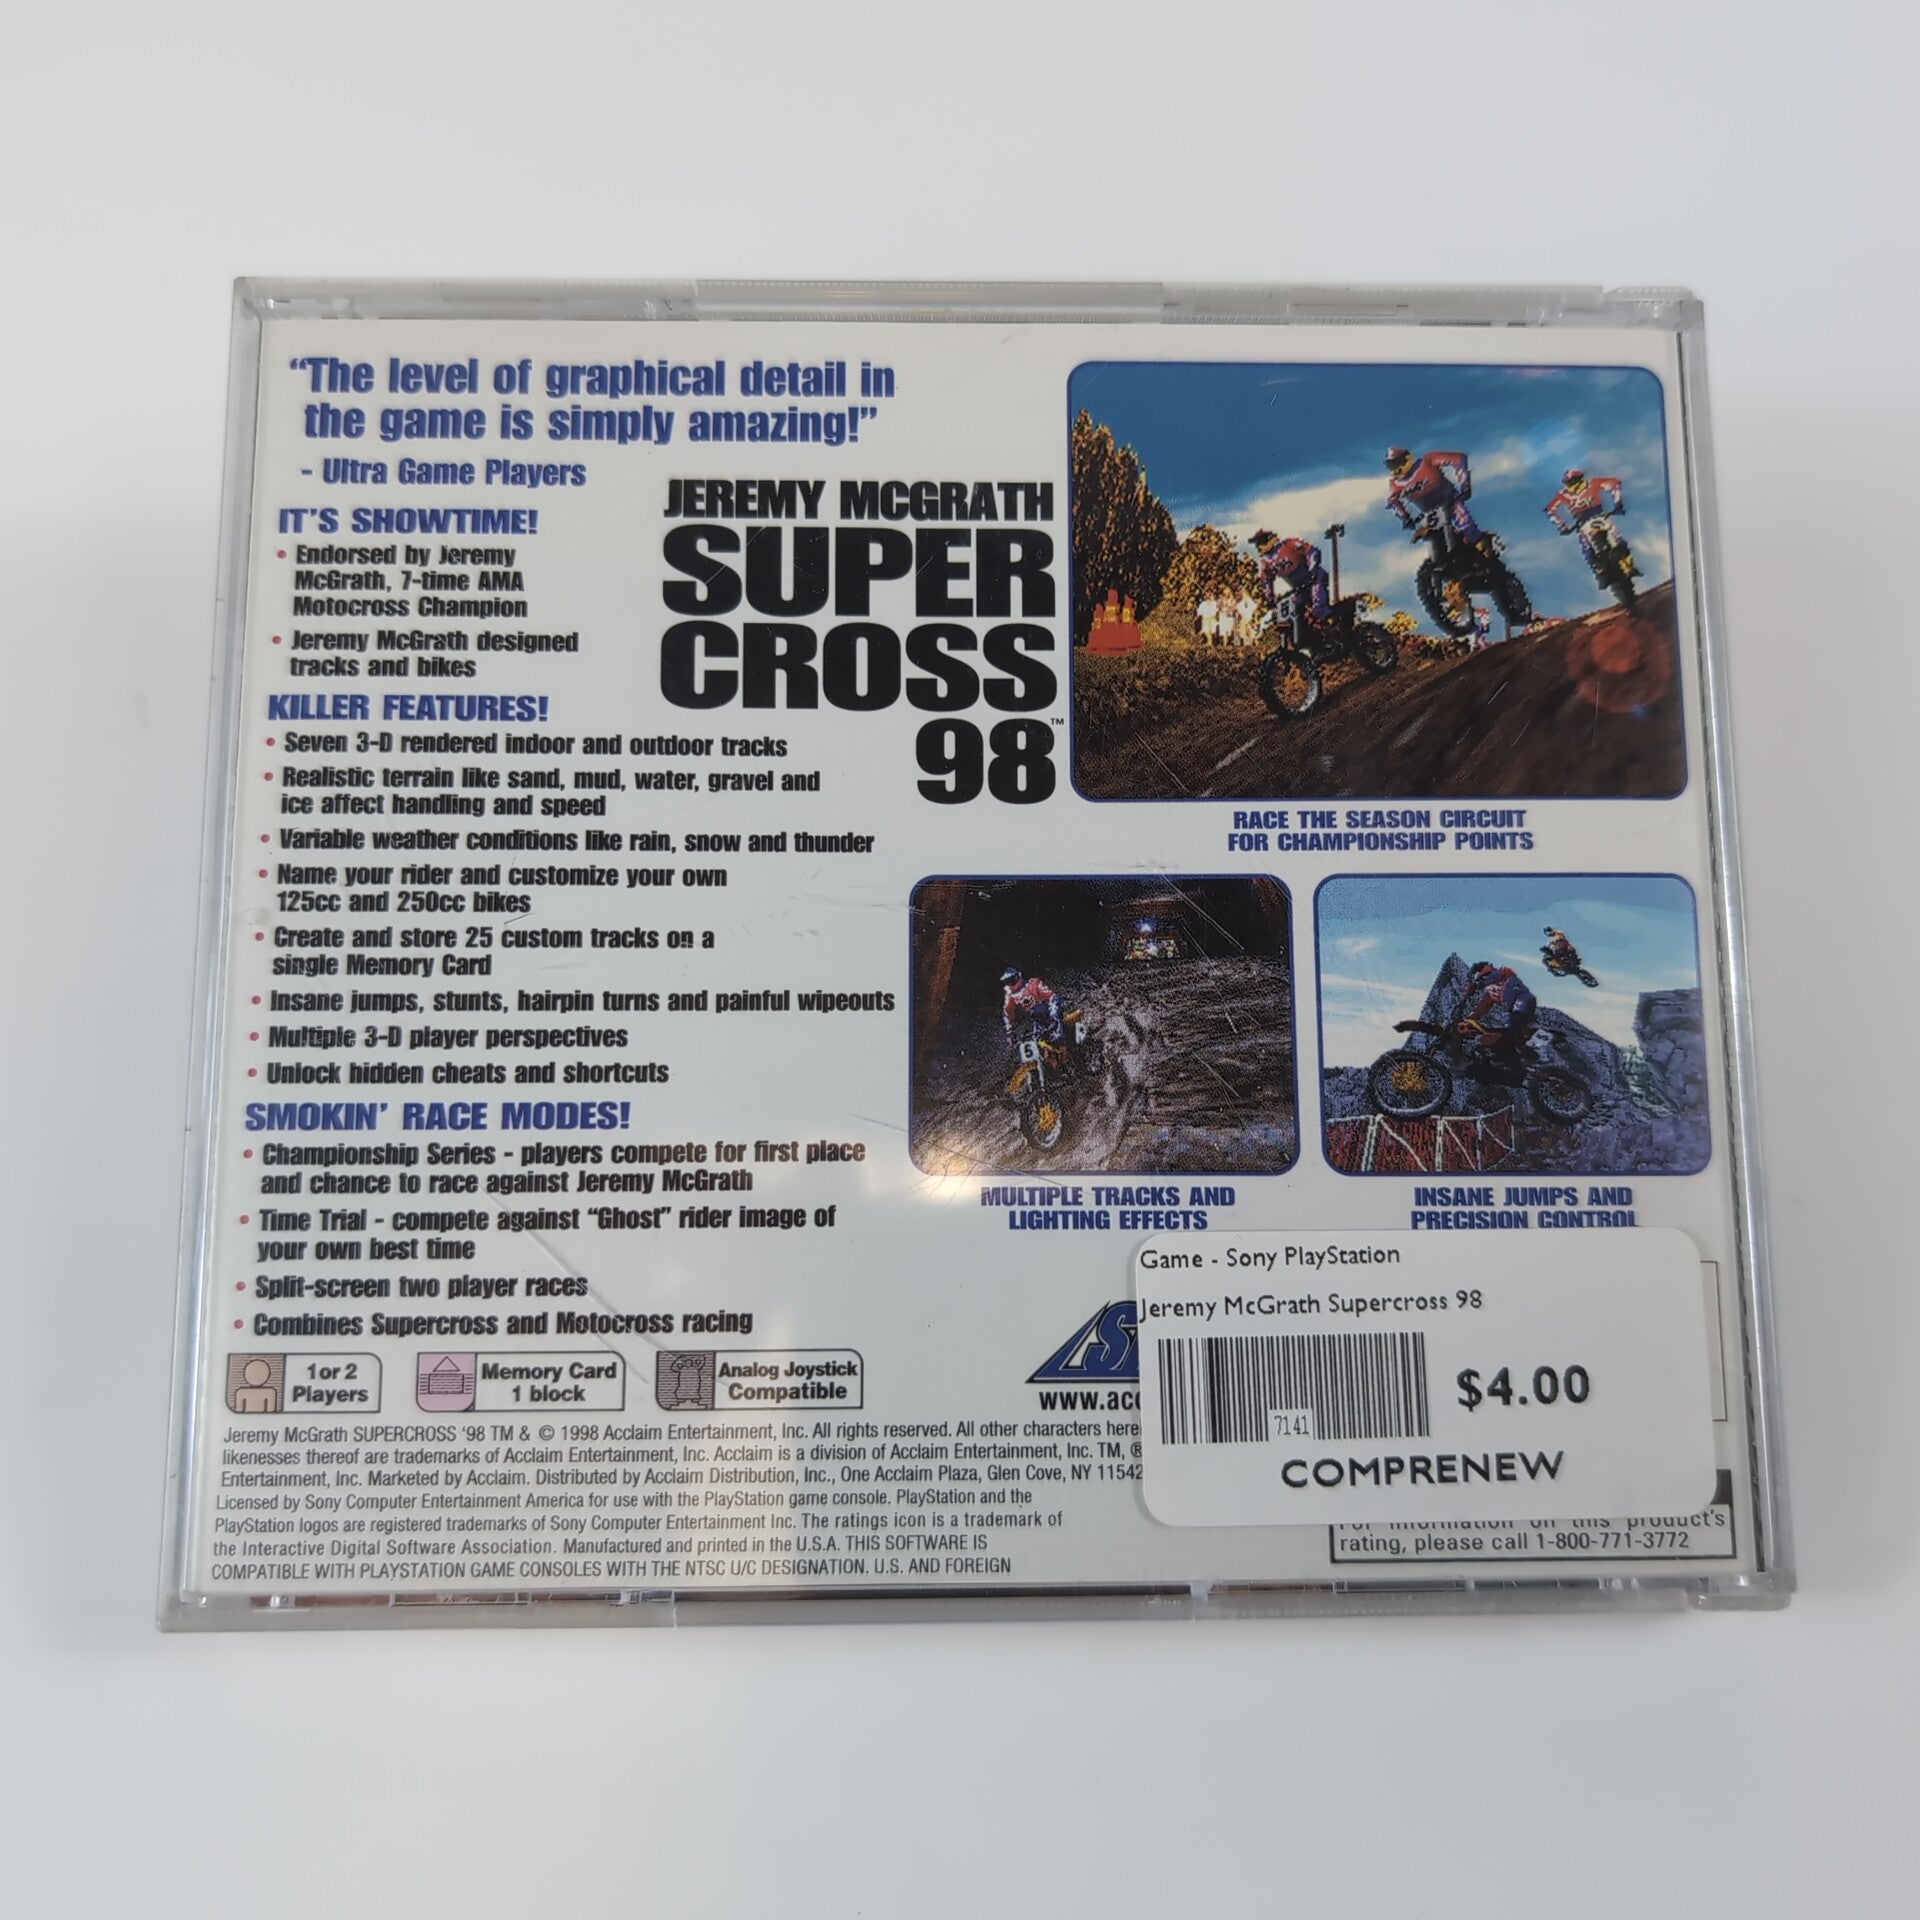 “The level of graphical detail in
the game is simply amazing!”
- Ultra Game Players
JEREMY MCGRATH
SUPER
CROSS
98™
IT'S SHOWTIME!
• Endorsed by Jeremy
McGrath, 7-time AMA
Motocross Champion
• Jeremy McGrath designed
tracks and bikes
KILLER FEATURES!
• Seven 3-D rendered indoor and outdoor tracks
• Realistic terrain like sand, mud, water, gravel and
ice affect handling and speed
• Variable weather conditions like rain, snow and thunder
• Name your rider and customize your own
125cc and 250cc bikes
• Create and store 25 custom tracks on a
single Memory Card
• Insane jumps, stunts, hairpin turns and painful wipeouts
• Multiple 3-D player perspectives
• Unlock hidden cheats and shortcuts
SMOKIN' RACE MODES!
• Championship Series - players compete for first place
and chance to race against Jeremy McGrath
• Time Trial - compete against “Ghost” rider image of
your own best time
• Split-screen two player races
• Combines Supercross and Motocross racing
RACE THE SEASON CIRCUIT
FOR CHAMPIONSHIP POINTS
MULTIPLE TRACKS AND
LIGHTING EFFECTS
INSANE JUMPS AND
PRECISION CONTROL
1 or 2
Players
Memory Card
1 block
Analog Joystick
Compatible
www.acc
Game - Sony PlayStation
Jeremy McGrath Supercross 98
7141
$4.00
COMPRENEW
Jeremy McGrath SUPERCROSS '98 TM & © 1998 Acclaim Entertainment, Inc. All rights reserved. All other characters here
likenesses thereof are trademarks of Acclaim Entertainment, Inc. Acclaim is a division of Acclaim Entertainment, Inc. TM, ®
Entertainment, Inc. Marketed by Acclaim. Distributed by Acclaim Distribution, Inc., One Acclaim Plaza, Glen Cove, NY 11542
Licensed by Sony Computer Entertainment America for use with the PlayStation game console. PlayStation and the
PlayStation logos are registered trademarks of Sony Computer Entertainment Inc. The ratings icon is a trademark of
the Interactive Digital Software Association. Manufactured and printed in the U.S.A. THIS SOFTWARE IS
COMPATIBLE WITH PLAYSTATION GAME CONSOLES WITH THE NTSC U/C DESIGNATION. U.S. AND FOREIGN
For information on this product's
rating, please call 1-800-771-3772